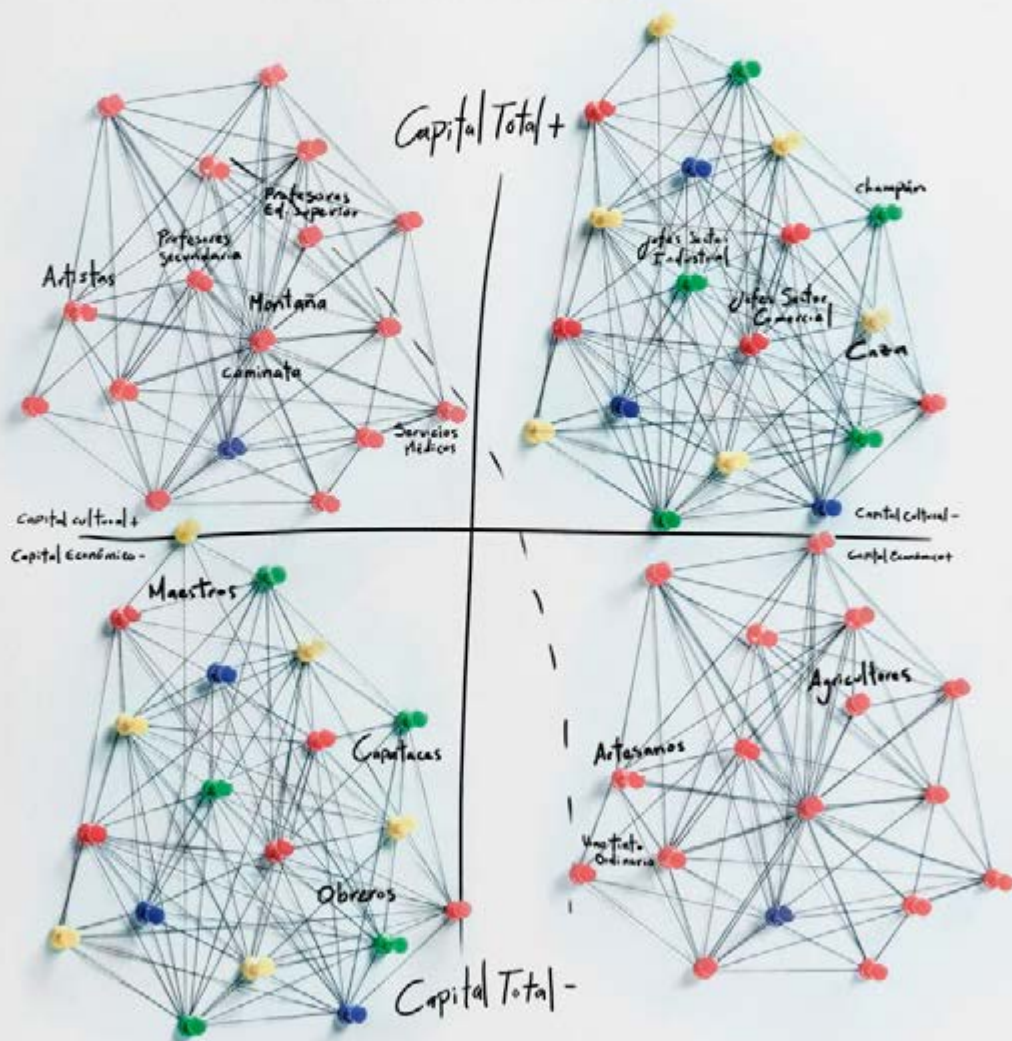 Capital Total +
Profesores
Ed. Superior
Profesores
Secundaria
Artistas
Montaña
Caminata
Servicios
Médicos
Champán
Jefes Sector
Industrial
Jefes Sector
Comercial
Caza
Capital cultural +
Capital Económico -
Capital Cultural -
Capital Económico +
Maestros
Capataces
Obreros
Agricultores
Artesanos
Vino tinto
Ordinario
Capital Total -